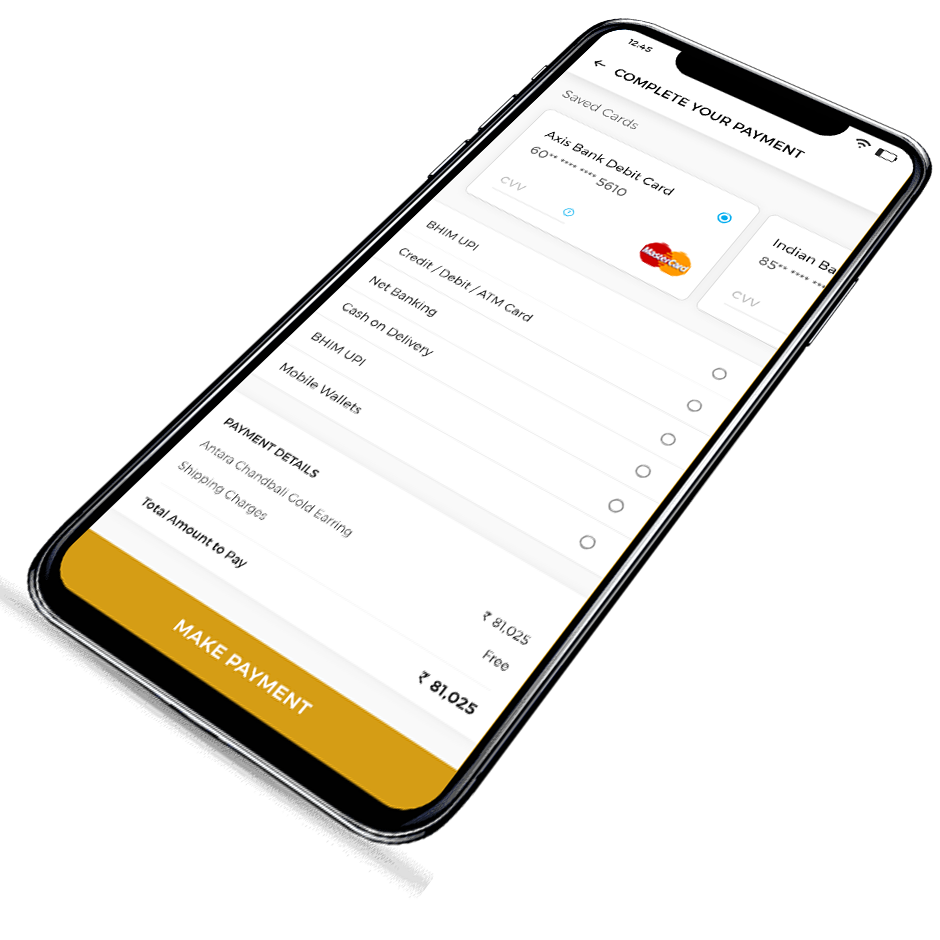 12.45
← COMPLETE YOUR PAYMENT
Saved Cards
Axis Bank Debit Card
60** **** **** 5610
CVV
MasterCard
Indian Ba
85** **** ***
CVV
BHIM UPI
Credit / Debit / ATM Card
Net Banking
Cash on Delivery
BHIM UPI
Mobile Wallets
PAYMENT DETAILS
Antara Chandbali Gold Earring ₹ 81,025
Shipping Charges Free
Total Amount to Pay ₹ 81,025
MAKE PAYMENT